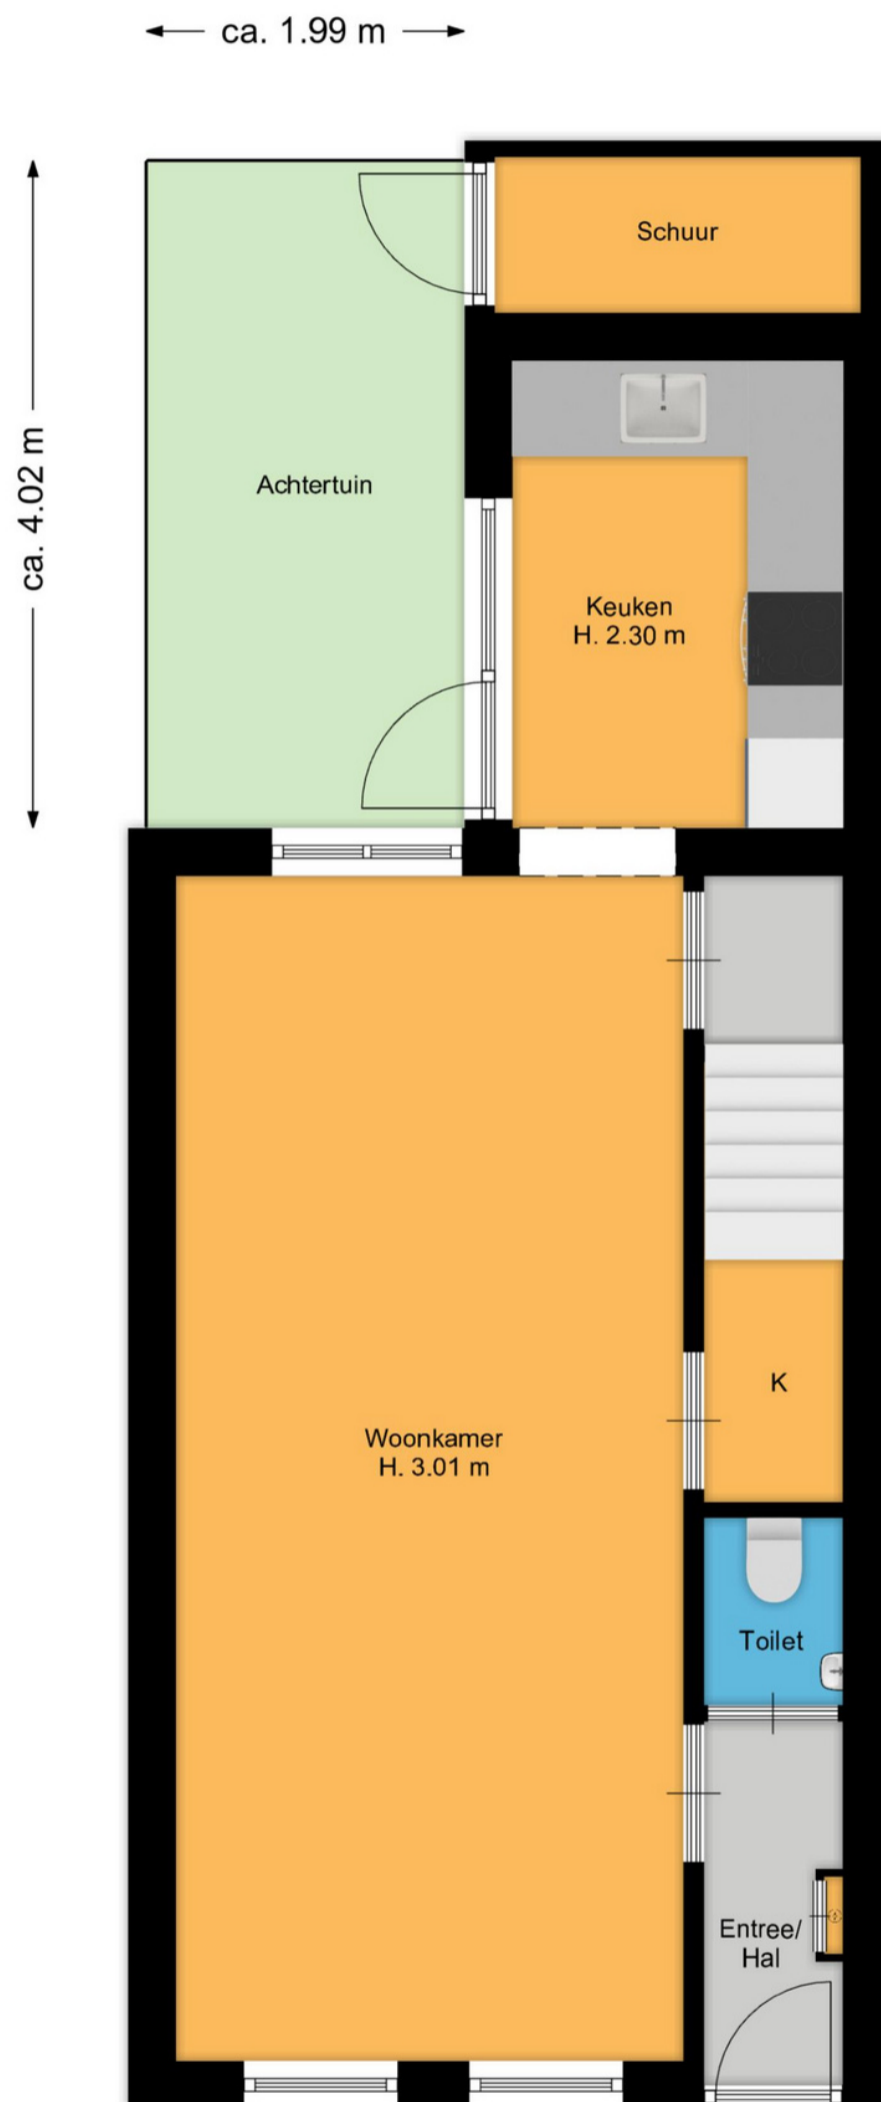 ca. 1.99 m
Schuur
ca. 4.02 m
Achtertuin
Keuken
H. 2.30 m
K
Woonkamer
H. 3.01 m
Toilet
Entree/
Hal